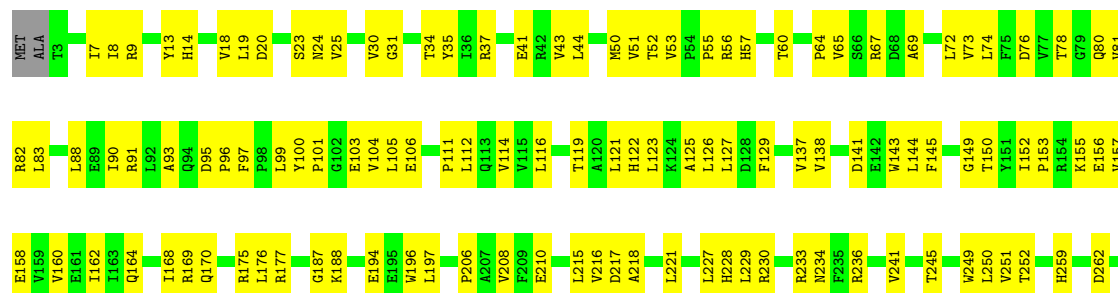 MET ALA T3 I7 I8 R9 Y13 H14 V18 L19 D20 S23 N24 V25 V30 G31 T34 Y35 I36 R37 E41 R42 V43 L44 M50 V51 T52 V53 P54 P55 R56 H57 T60 P64 V65 S66 R67 D68 A69 L72 V73 L74 F75 D76 V77 T78 G79 Q80
R82 L83 L88 E89 I90 R91 L92 A93 Q94 D95 P96 F97 P98 L99 Y100 P101 G102 E103 V104 L105 E106 P111 L112 Q113 V114 V115 L116 T119 A120 L121 H122 L123 K124 A125 L126 L127 D128 F129 V137 V138 D141 E142 W143 L144 F145 G149 T150 Y151 I152 P153 R154 K155 E156
E158 V159 V160 E161 I162 I163 Q164 I168 R169 Q170 R175 L176 R177 G187 K188 E194 E195 W196 L197 P206 A207 V208 F209 E210 L215 V216 D217 A218 L221 L227 H228 L229 R230 R233 N234 F235 R236 V241 T245 W249 L250 V251 T252 H259 D262